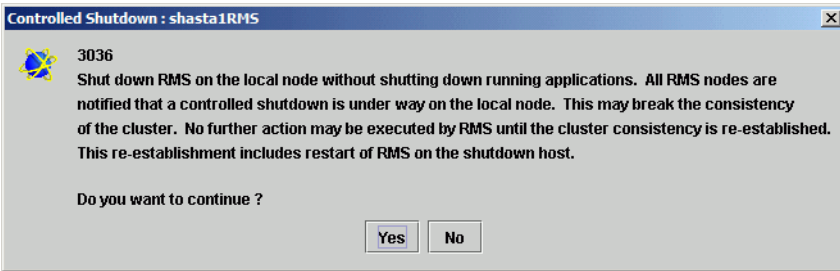 Controlled Shutdown : shasta1RMS
3036
Shut down RMS on the local node without shutting down running applications. All RMS nodes are
notified that a controlled shutdown is under way on the local node. This may break the consistency
of the cluster. No further action may be executed by RMS until the cluster consistency is re-established.
This re-establishment includes restart of RMS on the shutdown host.
Do you want to continue ?
Yes No